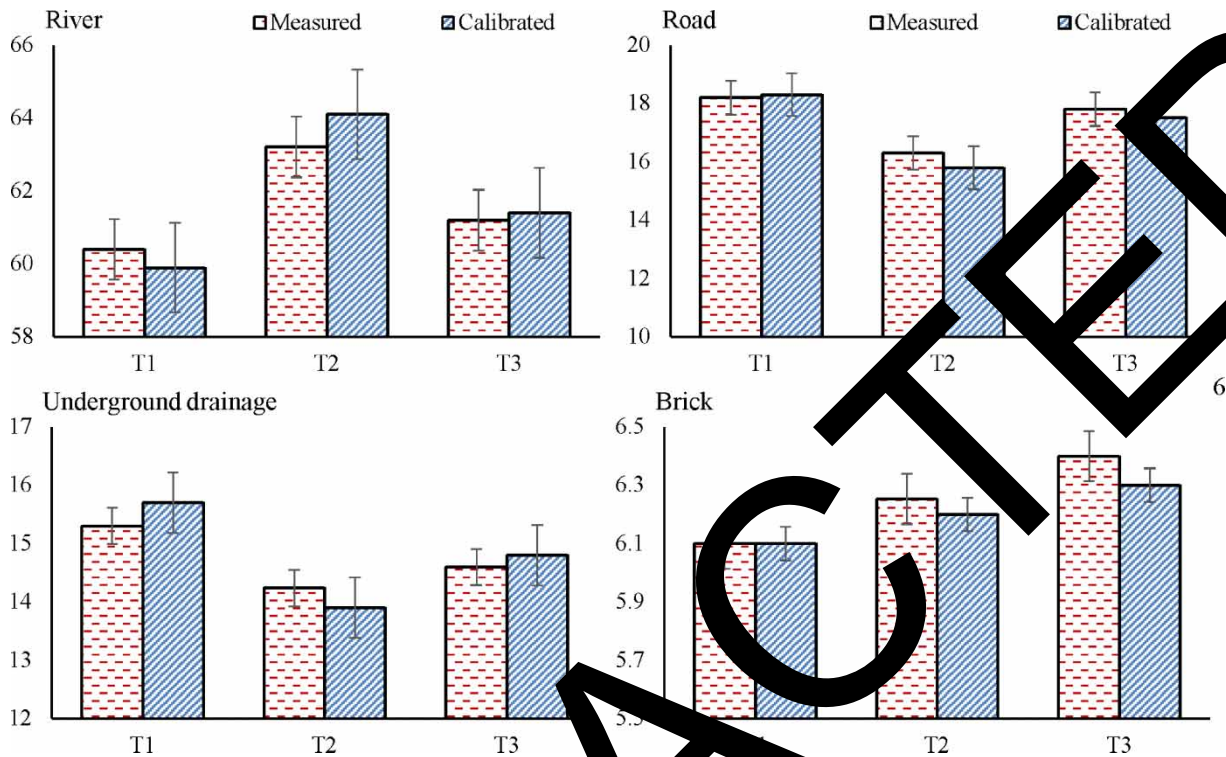 River
Measured
Calibrated
66
64
62
60
58
T1
T2
T3
Road
Measured
Calibrated
20
18
16
14
12
10
T1
T2
T3
6
Underground drainage
17
16
15
14
13
12
T1
T2
T3
Brick
6.5
6.3
6.1
5.9
5.7
T2
T3